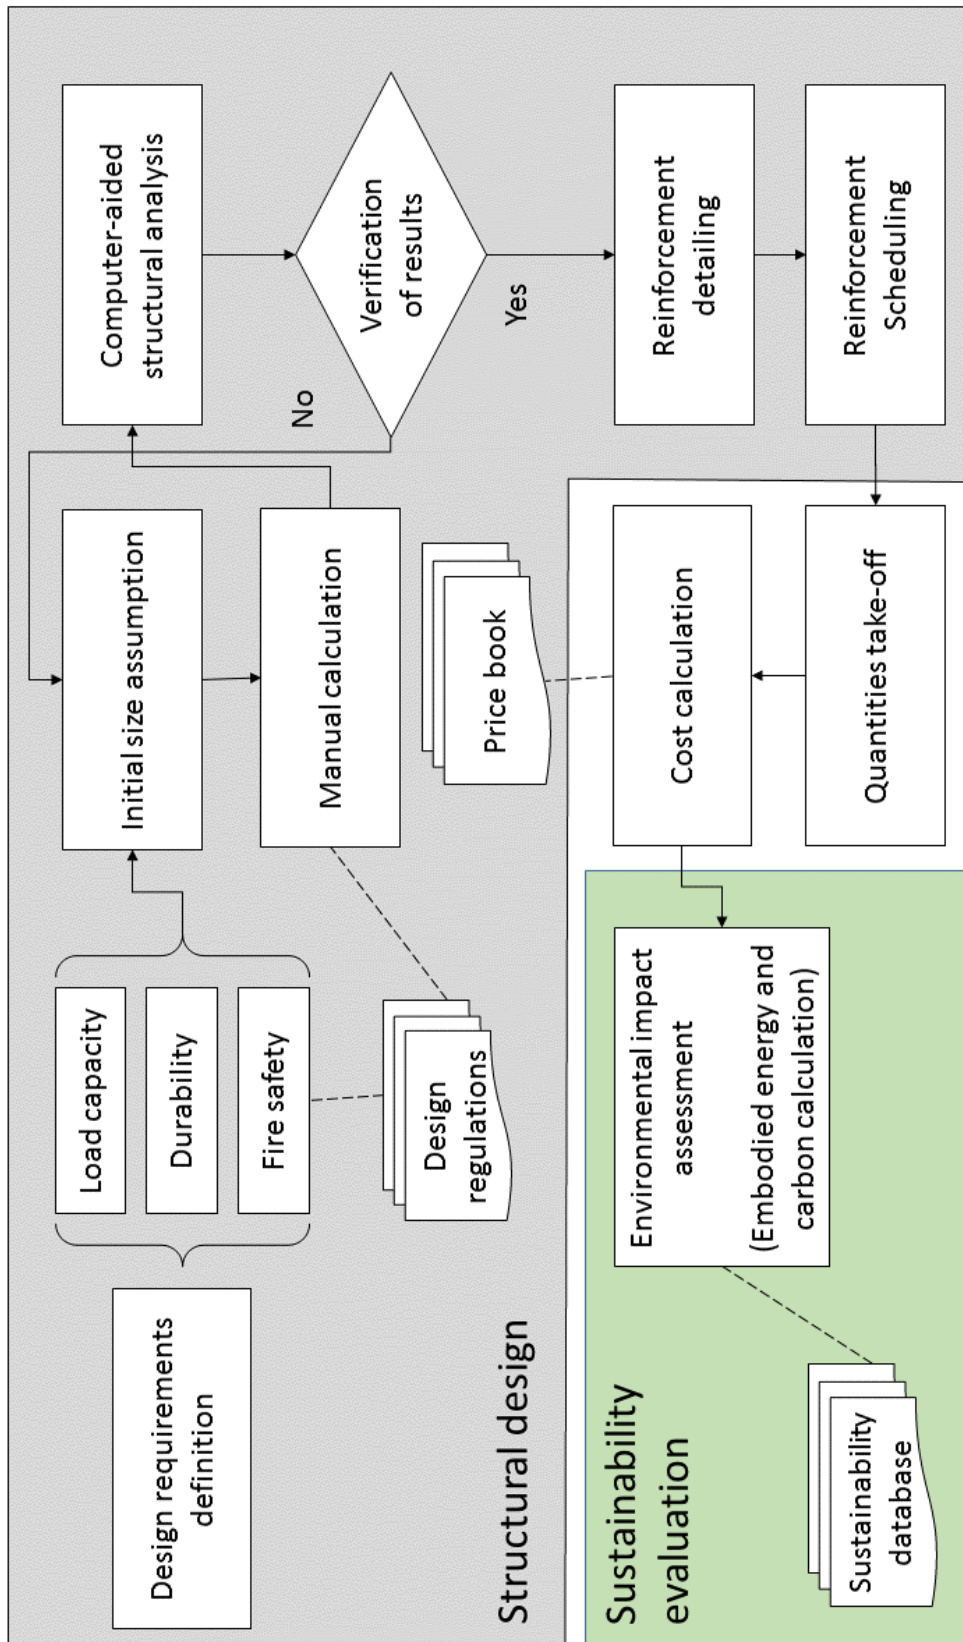 Design requirements
definition
Load capacity
Durability
Fire safety
Design
regulations
Initial size assumption
Manual calculation
Computer-aided
structural analysis
No
Verification
of results
Yes
Reinforcement
detailing
Reinforcement
Scheduling
Structural design
Price book
Cost calculation
Quantities take-off
Environmental impact
assessment
(Embodied energy and
carbon calculation)
Sustainability
evaluation
Sustainability
database